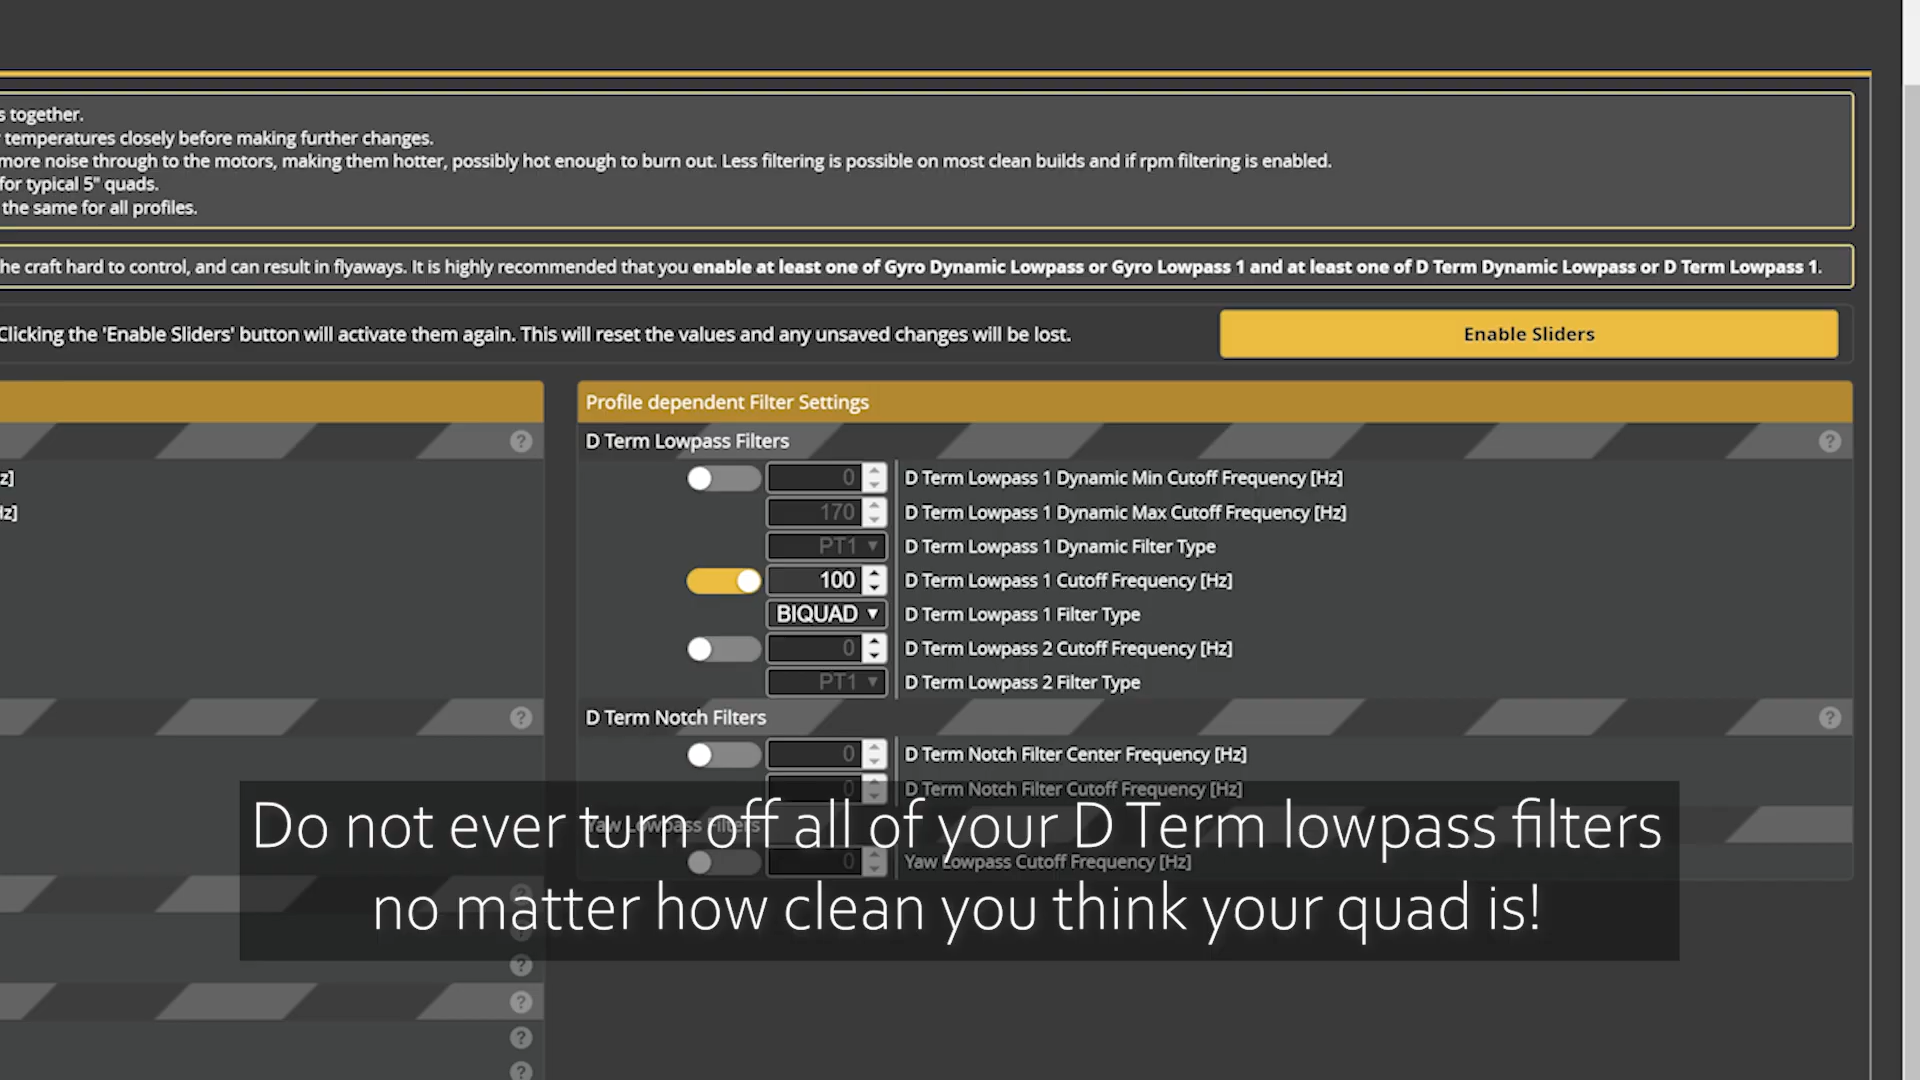 s together.
temperatures closely before making further changes.
more noise through to the motors, making them hotter, possibly hot enough to burn out. Less filtering is possible on most clean builds and if rpm filtering is enabled.
for typical 5" quads.
the same for all profiles.
he craft hard to control, and can result in flyaways. It is highly recommended that you enable at least one of Gyro Dynamic Lowpass or Gyro Lowpass 1 and at least one of D Term Dynamic Lowpass or D Term Lowpass 1.
Clicking the 'Enable Sliders' button will activate them again. This will reset the values and any unsaved changes will be lost.
Enable Sliders
Profile dependent Filter Settings
?
D Term Lowpass Filters
?
z]
0
D Term Lowpass 1 Dynamic Min Cutoff Frequency [Hz]
Hz]
170
D Term Lowpass 1 Dynamic Max Cutoff Frequency [Hz]
PT1
D Term Lowpass 1 Dynamic Filter Type
100
D Term Lowpass 1 Cutoff Frequency [Hz]
BIQUAD
D Term Lowpass 1 Filter Type
0
D Term Lowpass 2 Cutoff Frequency [Hz]
PT1
D Term Lowpass 2 Filter Type
?
D Term Notch Filters
?
0
D Term Notch Filter Center Frequency [Hz]
0
D Term Notch Filter Cutoff Frequency [Hz]
Yaw Lowpass Filters
0
Yaw Lowpass Cutoff Frequency [Hz]
Do not ever turn off all of your D Term lowpass filters
no matter how clean you think your quad is!
?
?
?
?
?
?